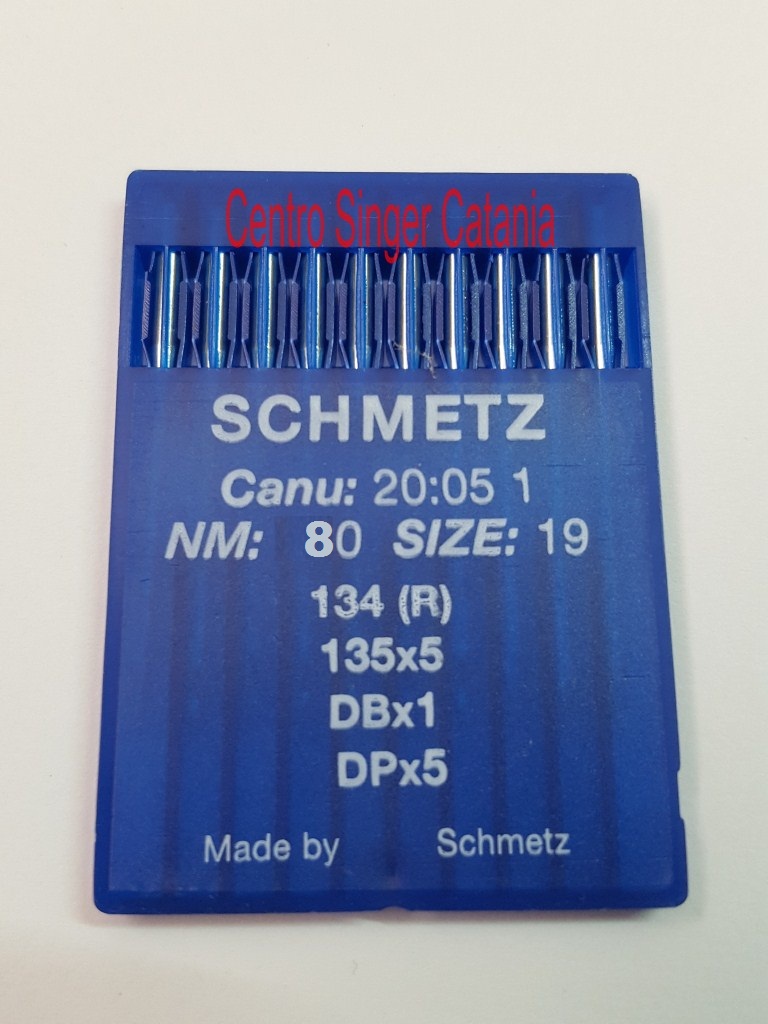 Centro Singer Catania
SCHMETZ
Canu: 20:05 1
NM: 80 SIZE: 19
134 (R)
135x5
DBx1
DPx5
Made by Schmetz